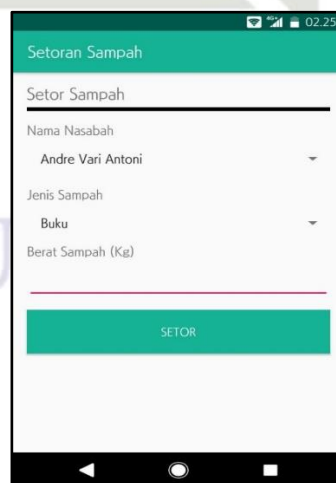 02.25
Setoran Sampah
Setor Sampah
Nama Nasabah
Andre Vari Antoni
Jenis Sampah
Buku
Berat Sampah (Kg)
SETOR